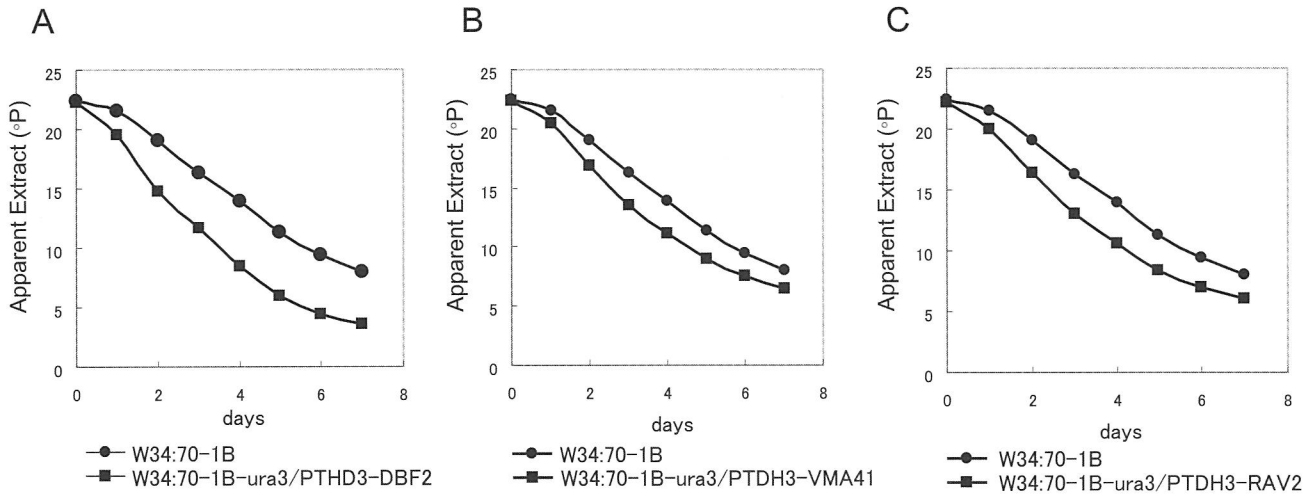 A
B
C
25
20
15
10
5
0
Apparent Extract (°P)
0 2 4 6 8
days
W34:70-1B
W34:70-1B-ura3/PTHD3-DBF2
25
20
15
10
5
0
Apparent Extract (°P)
0 2 4 6 8
days
W34:70-1B
W34:70-1B-ura3/PTDH3-VMA41
25
20
15
10
5
0
Apparent Extract (°P)
0 2 4 6 8
days
W34:70-1B
W34:70-1B-ura3/PTDH3-RAV2